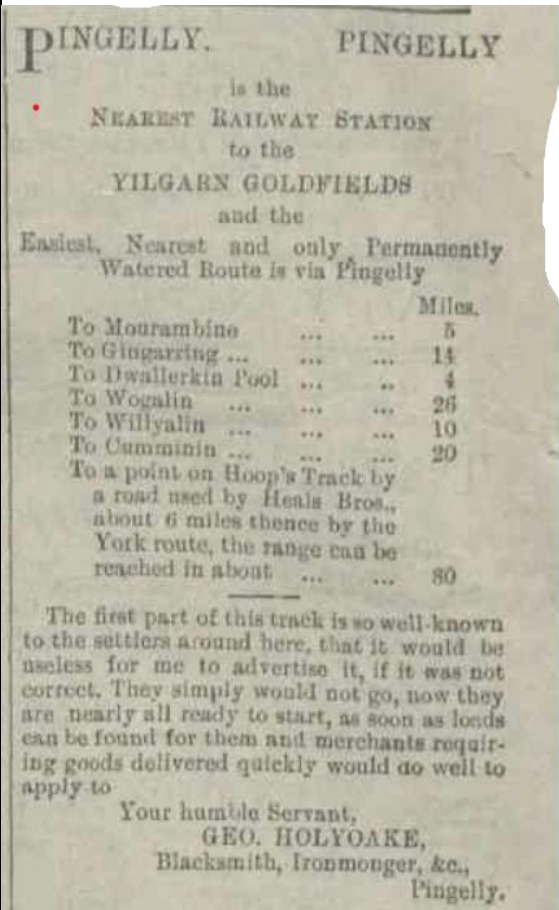 PINGELLY. PINGELLY
is the
NEAREST RAILWAY STATION
to the
YILGARN GOLDFIELDS
and the
Easiest, Nearest and only Permanently
Watered Route is via Pingelly
Miles.
To Mourambine ... ... 5
To Gingarring ... ... ... 14
To Dwallerkin Pool ... .. 4
To Wogalin ... ... ... 26
To Willyalin ... ... ... 10
To Cumminin ... ... ... 20
To a point on Hoop's Track by
a road used by Heals Bros.,
about 6 miles thence by the
York route, the range can be
reached in about ... ... 80
The first part of this track is so well-known
to the settlers around here, that it would be
useless for me to advertise it, if it was not
correct. They simply would not go, now they
are nearly all ready to start, as soon as loads
can be found for them and merchants requir-
ing goods delivered quickly would do well to
apply to
Your humble Servant,
GEO. HOLYOAKE,
Blacksmith, Ironmonger, &c.,
Pingelly.